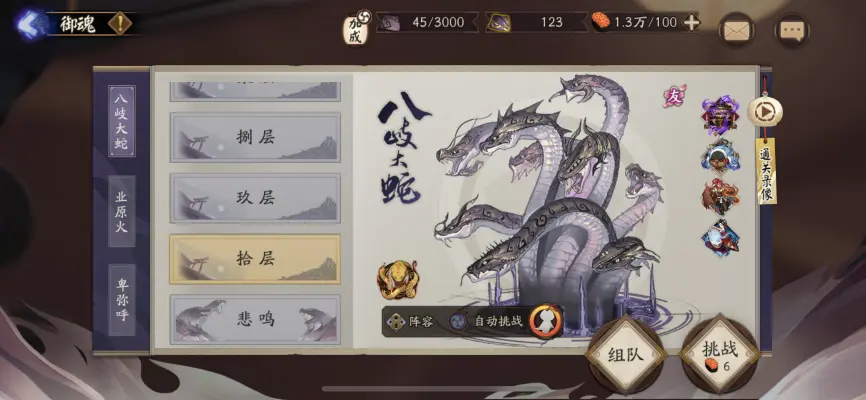 御魂
加成
45/3000
123
1.3万/100
八岐大蛇
业原火
卑弥呼
捌层
玖层
拾层
悲鸣
八岐大蛇
友
通关录像
阵容
自动挑战
组队
挑战
6